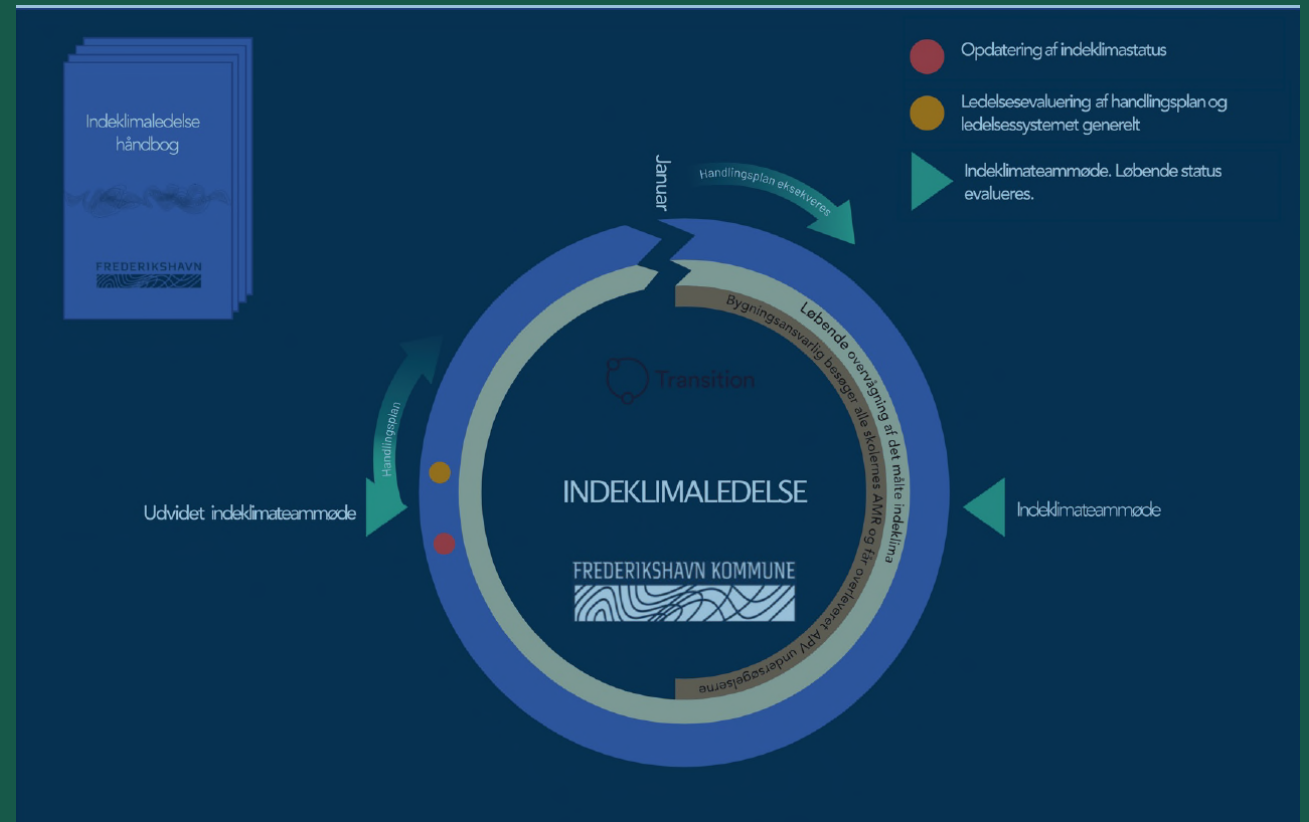 Indeklimaledelse
håndbog
FREDERIKSHAVN
Opdatering af indeklimastatus
Ledelsesevaluering af handlingsplan og
ledelsessystemet generelt
Indeklimateammøde. Løbende status
evalueres.
Januar
Handlingsplan eksekveres
Løbende overvågning af det målte indeklima
Bygningsansvarlig besøger alle skolernes AMR og får overleveret APV undersøgelserne
Transition
Handlingsplan
INDEKLIMALEDELSE
Udvidet indeklimateammøde
Indeklimateammøde
FREDERIKSHAVN KOMMUNE